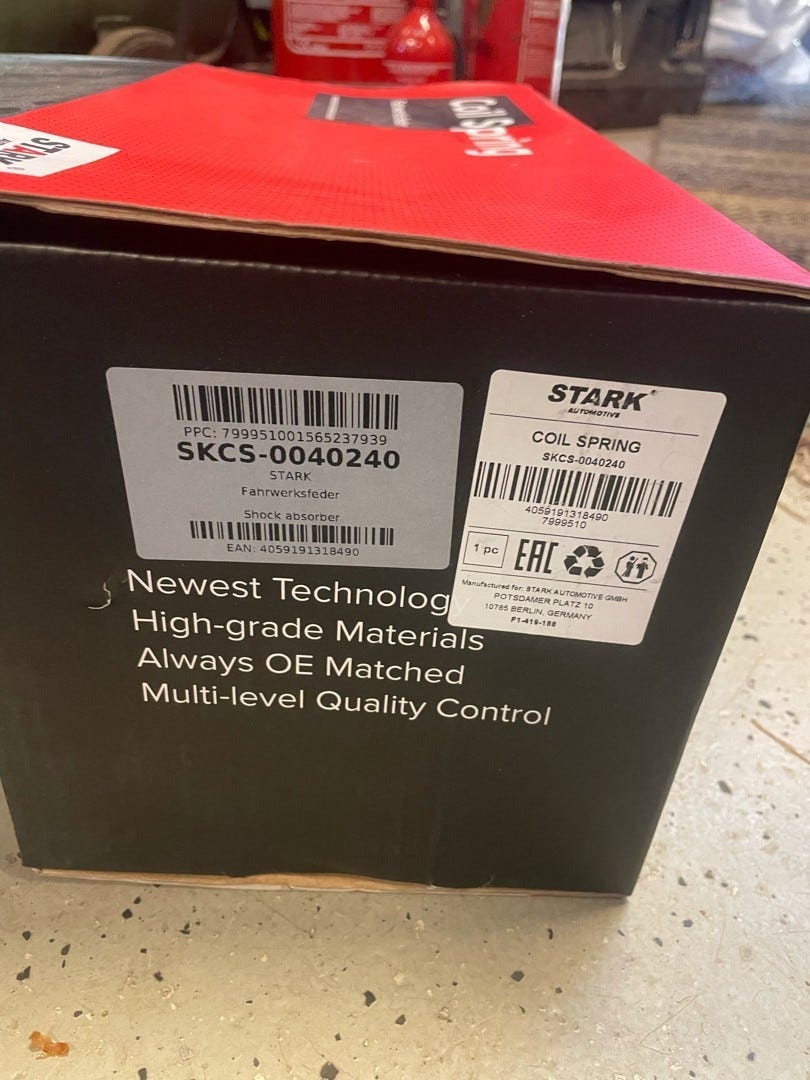 Coil Spring
STARK
PPC: 799951001565237939
SKCS-0040240
STARK
Fahrwerksfeder
Shock absorber
EAN: 4059191318490
STARK
AUTOMOTIVE
COIL SPRING
SKCS-0040240
4059191318490
7999510
1 pc
EAC
Manufactured for: STARK AUTOMOTIVE GMBH
POTSDAMER PLATZ 10
10785 BERLIN, GERMANY
F1-419-188
Newest Technolog
High-grade Materials
Always OE Matched
Multi-level Quality Control